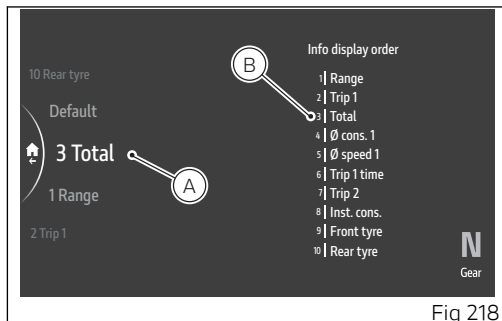 10 Rear tyre
Default
3 Total
1 Range
2 Trip 1
A
B
Info display order
1 Range
2 Trip 1
3 Total
4 Ø cons. 1
5 Ø speed 1
6 Trip 1 time
7 Trip 2
8 Inst. cons.
9 Front tyre
10 Rear tyre
N
Gear
Fig 218